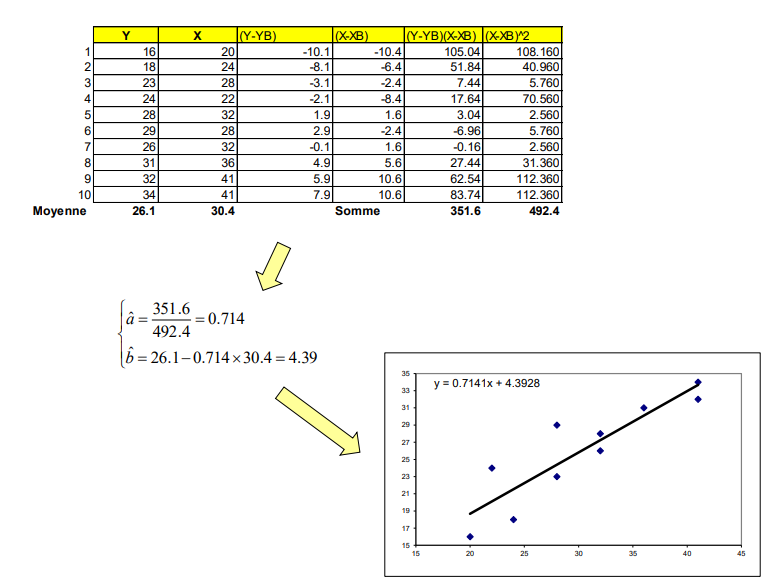 Y X (Y-YB) (X-XB) (Y-YB)(X-XB) (X-XB)^2
1 16 20 -10.1 -10.4 105.04 108.160
2 18 24 -8.1 -6.4 51.84 40.960
3 23 28 -3.1 -2.4 7.44 5.760
4 24 22 -2.1 -8.4 17.64 70.560
5 28 32 1.9 1.6 3.04 2.560
6 29 28 2.9 -2.4 -6.96 5.760
7 26 32 -0.1 1.6 -0.16 2.560
8 31 36 4.9 5.6 27.44 31.360
9 32 41 5.9 10.6 62.54 112.360
10 34 41 7.9 10.6 83.74 112.360
Moyenne 26.1 30.4 Somme 351.6 492.4
â = 351.6 / 492.4 = 0.714
b̂ = 26.1 − 0.714 × 30.4 = 4.39
y = 0.7141x + 4.3928
35
33
31
29
27
25
23
21
19
17
15
15 20 25 30 35 40 45